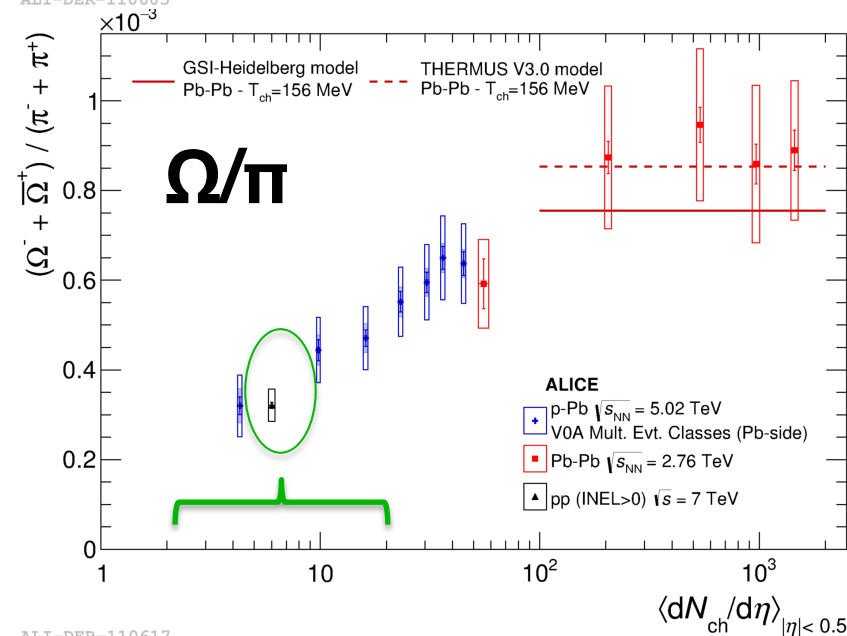 ALI-DER-110605
×10⁻³
(Ω⁻ + Ω̅⁺) / (π⁻ + π⁺)
GSI-Heidelberg model
Pb-Pb - T_ch=156 MeV
THERMUS V3.0 model
Pb-Pb - T_ch=156 MeV
Ω/π
1
0.8
0.6
0.4
0.2
0
ALICE
p-Pb √s_NN = 5.02 TeV
V0A Mult. Evt. Classes (Pb-side)
Pb-Pb √s_NN = 2.76 TeV
pp (INEL>0) √s = 7 TeV
1 10 10² 10³
⟨dN_ch/dη⟩_|η|< 0.5